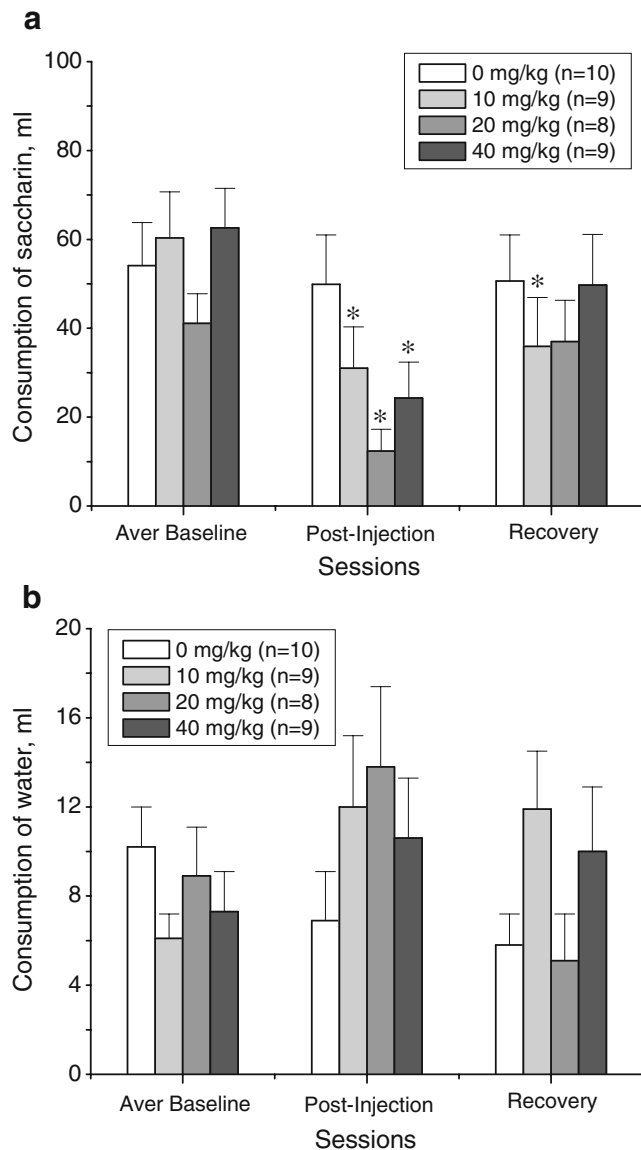 a
Consumption of saccharin, ml
100
80
60
40
20
0
0 mg/kg (n=10)
10 mg/kg (n=9)
20 mg/kg (n=8)
40 mg/kg (n=9)
*
*
*
*
Aver Baseline
Post-Injection
Recovery
Sessions
b
Consumption of water, ml
20
16
12
8
4
0
0 mg/kg (n=10)
10 mg/kg (n=9)
20 mg/kg (n=8)
40 mg/kg (n=9)
Aver Baseline
Post-Injection
Recovery
Sessions